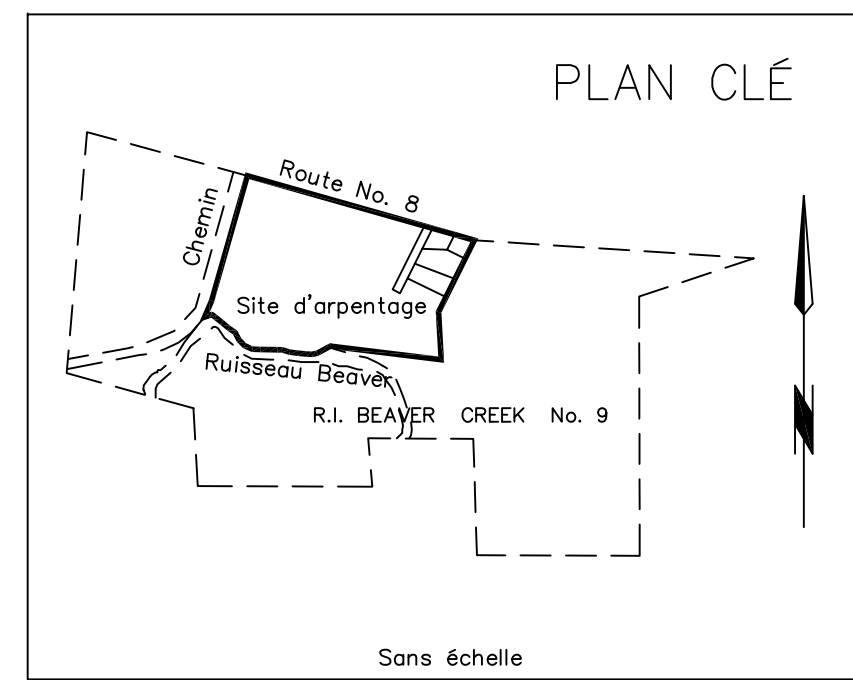 PLAN CLÉ
Route No. 8
Chemin
Site d'arpentage
Ruisseau Beaver
R.I. BEAVER CREEK No. 9
N
Sans échelle